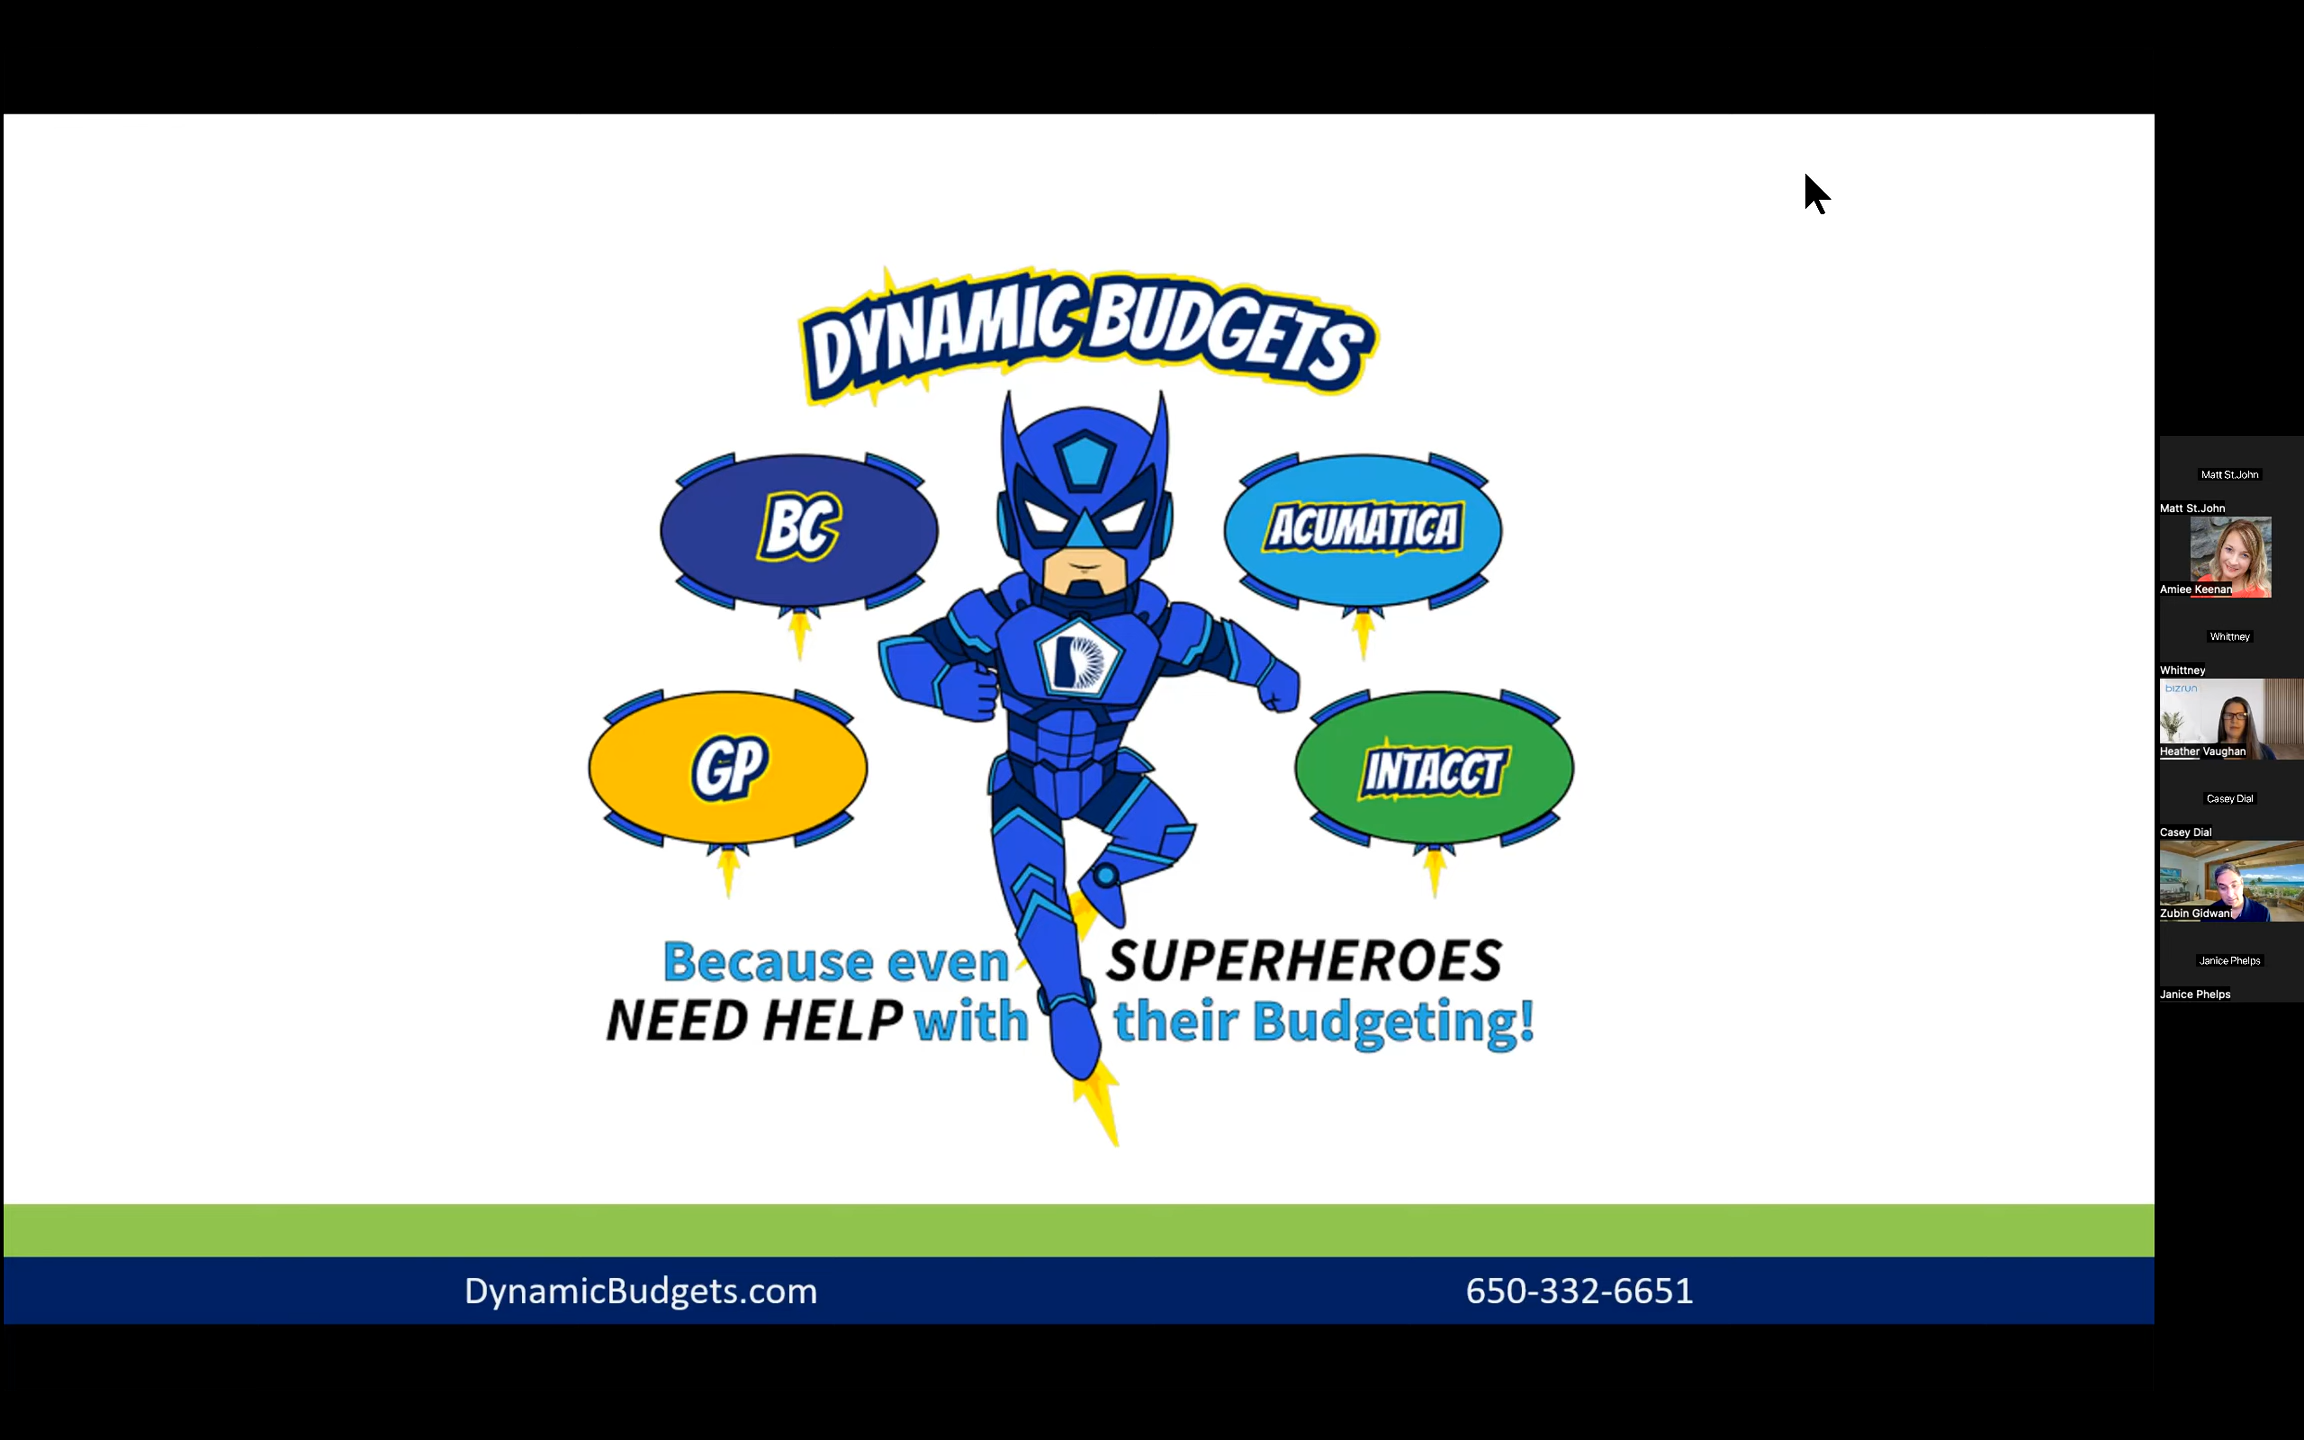 DYNAMIC BUDGETS
BC
ACUMATICA
GP
INTACCT
Because even SUPERHEROES
NEED HELP with their Budgeting!
DynamicBudgets.com
650-332-6651
Matt St.John
Matt St.John
Amiee Keenan
Whittney
Whittney
bizrun
Heather Vaughan
Casey Dial
Casey Dial
Zubin Gidwani
Janice Phelps
Janice Phelps